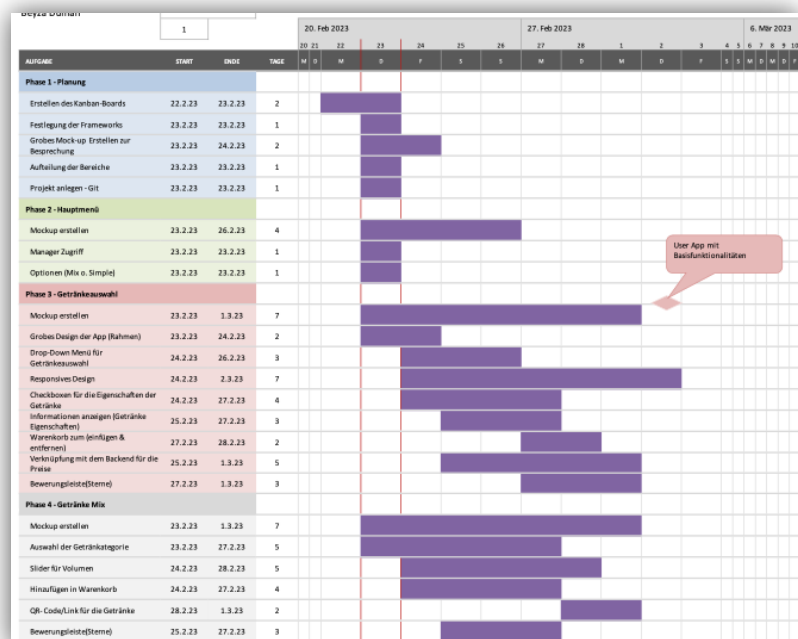 Beyza Duman
1
20. Feb 2023 27. Feb 2023 6. Mär 2023
20 21 22 23 24 25 26 27 28 1 2 3 4 5 6 7 8 9 10
AUFGABE START ENDE TAGE M D M D F S S M D M D F S S M D M D F
Phase 1 - Planung
Erstellen des Kanban-Boards 22.2.23 23.2.23 2
Festlegung der Frameworks 23.2.23 23.2.23 1
Grobes Mock-up Erstellen zur
Besprechung 23.2.23 24.2.23 2
Aufteilung der Bereiche 23.2.23 23.2.23 1
Projekt anlegen - Git 23.2.23 23.2.23 1
Phase 2 - Hauptmenü
Mockup erstellen 23.2.23 26.2.23 4
Manager Zugriff 23.2.23 23.2.23 1
Optionen (Mix o. Simple) 23.2.23 23.2.23 1
User App mit
Basisfunktionalitäten
Phase 3 - Getränkeauswahl
Mockup erstellen 23.2.23 1.3.23 7
Grobes Design der App (Rahmen) 23.2.23 24.2.23 2
Drop-Down Menü für
Getränkeauswahl 24.2.23 26.2.23 3
Responsives Design 24.2.23 2.3.23 7
Checkboxen für die Eigenschaften der
Getränke 24.2.23 27.2.23 4
Informationen anzeigen (Getränke
Eigenschaften) 25.2.23 27.2.23 3
Warenkorb zum (einfügen &
entfernen) 27.2.23 28.2.23 2
Verknüpfung mit dem Backend für die
Preise 25.2.23 1.3.23 5
Bewerungsleiste(Sterne) 27.2.23 1.3.23 3
Phase 4 - Getränke Mix
Mockup erstellen 23.2.23 1.3.23 7
Auswahl der Getränkategorie 23.2.23 27.2.23 5
Slider für Volumen 24.2.23 28.2.23 5
Hinzufügen in Warenkorb 24.2.23 27.2.23 4
QR- Code/Link für die Getränke 28.2.23 1.3.23 2
Bewerungsleiste(Sterne) 25.2.23 27.2.23 3